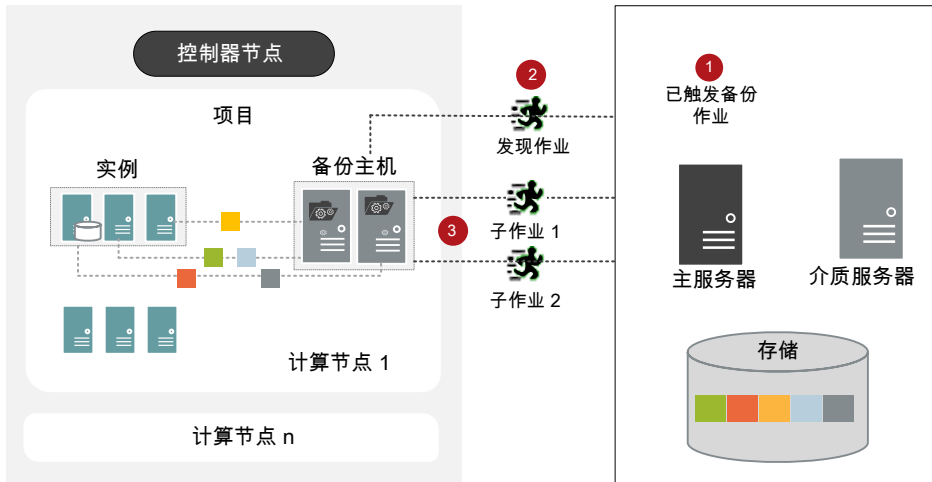 控制器节点
项目
实例
备份主机
计算节点 1
计算节点 n
2
发现作业
3
子作业 1
子作业 2
1
已触发备份
作业
主服务器
介质服务器
存储